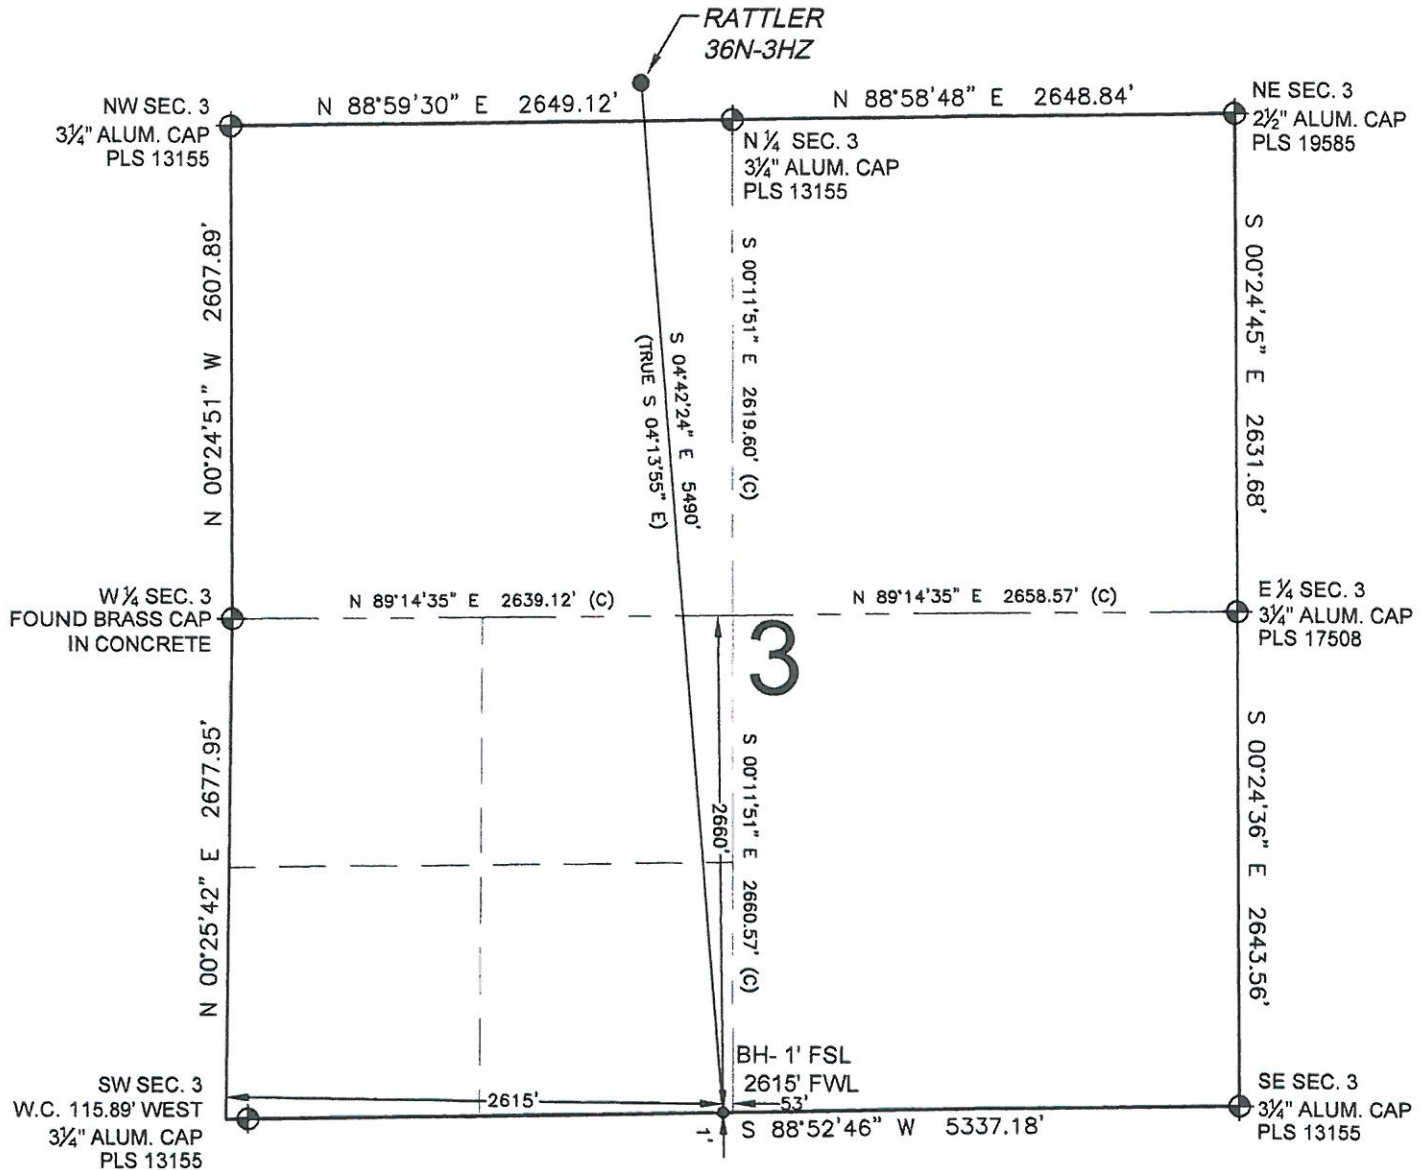 RATTLER
36N-3HZ
NW SEC. 3
3¼" ALUM. CAP
PLS 13155
N 88°59'30" E 2649.12'
N 88°58'48" E 2648.84'
NE SEC. 3
2½" ALUM. CAP
PLS 19585
N ¼ SEC. 3
3¼" ALUM. CAP
PLS 13155
N 00°24'51" W 2607.89'
S 04°42'24" E 5490'
(TRUE S 04°13'55" E)
S 00°11'51" E 2619.60' (C)
S 00°24'45" E 2631.68'
W ¼ SEC. 3
FOUND BRASS CAP
IN CONCRETE
N 89°14'35" E 2639.12' (C)
N 89°14'35" E 2658.57' (C)
E ¼ SEC. 3
3¼" ALUM. CAP
PLS 17508
3
N 00°25'42" E 2677.95'
2660'
S 00°11'51" E 2660.57' (C)
S 00°24'36" E 2643.56'
BH- 1' FSL
2615' FWL
SW SEC. 3
W.C. 115.89' WEST
3¼" ALUM. CAP
PLS 13155
2615'
53'
1'
S 88°52'46" W 5337.18'
SE SEC. 3
3¼" ALUM. CAP
PLS 13155